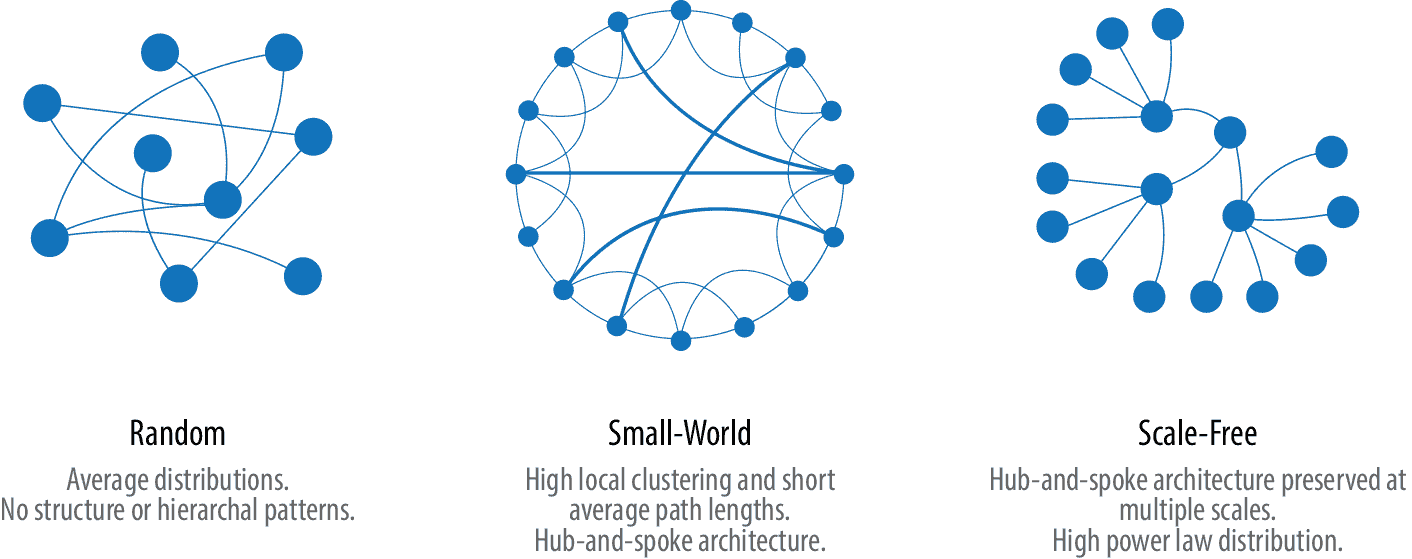 Random
Average distributions.
No structure or hierarchal patterns.
Small-World
High local clustering and short
average path lengths.
Hub-and-spoke architecture.
Scale-Free
Hub-and-spoke architecture preserved at
multiple scales.
High power law distribution.